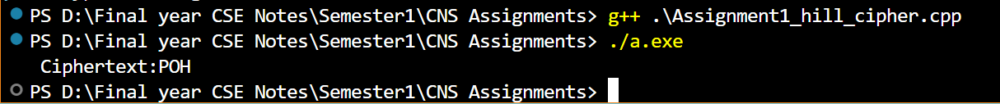 PS D:\Final year CSE Notes\Semester1\CNS Assignments> g++ .\Assignment1_hill_cipher.cpp
PS D:\Final year CSE Notes\Semester1\CNS Assignments> ./a.exe
Ciphertext:POH
PS D:\Final year CSE Notes\Semester1\CNS Assignments>